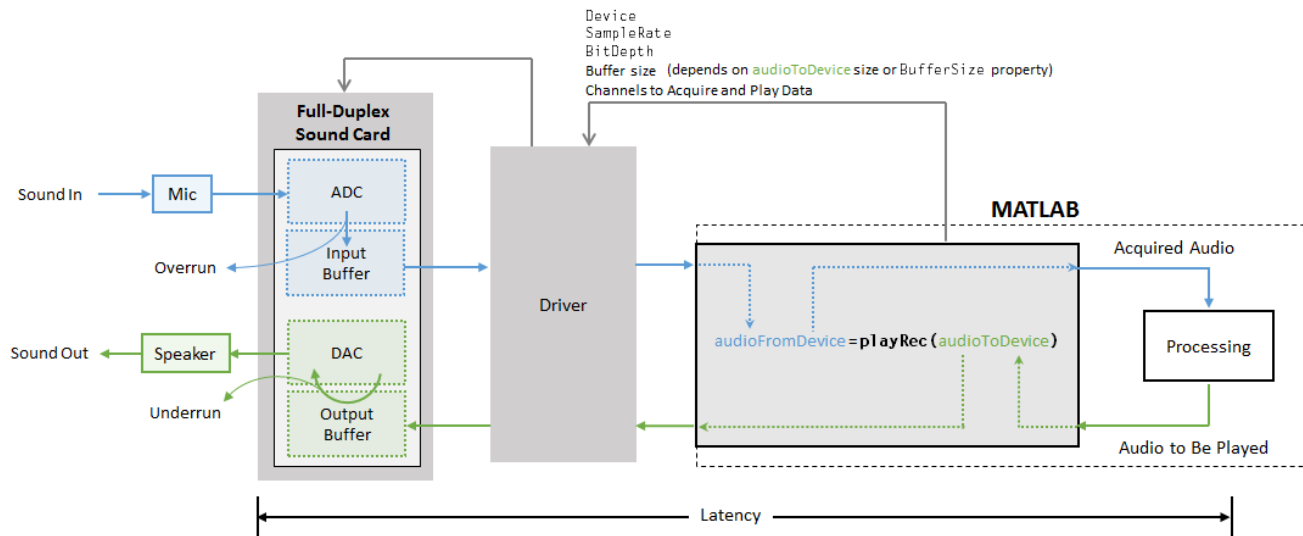 Device
SampleRate
BitDepth
Buffer size (depends on audioToDevice size or BufferSize property)
Channels to Acquire and Play Data
Full-Duplex
Sound Card
Sound In
Mic
ADC
Overrun
Input
Buffer
Driver
MATLAB
Acquired Audio
audioFromDevice=playRec(audioToDevice)
Processing
Sound Out
Speaker
DAC
Underrun
Output
Buffer
Audio to Be Played
Latency